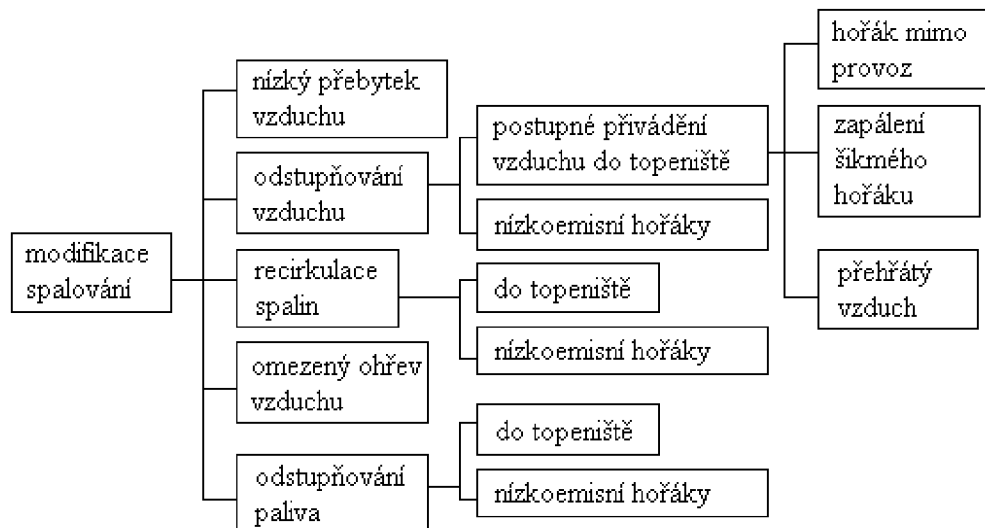 modifikace
spalování
nízký přebytek
vzduchu
odstupňování
vzduchu
recirkulace
spalin
omezený ohřev
vzduchu
odstupňování
paliva
postupné přivádění
vzduchu do topeniště
nízkoemisní hořáky
do topeniště
nízkoemisní hořáky
do topeniště
nízkoemisní hořáky
hořák mimo
provoz
zapálení
šikmého
hořáku
přehřátý
vzduch